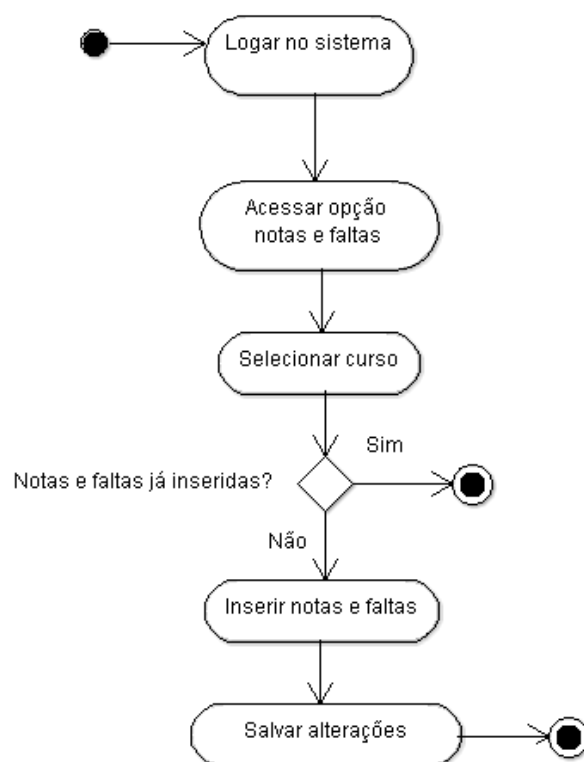 Logar no sistema
Acessar opção
notas e faltas
Selecionar curso
Sim
Notas e faltas já inseridas?
Não
Inserir notas e faltas
Salvar alterações